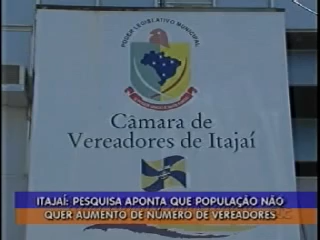 PODER LEGISLATIVO MUNICIPAL
Câmara de
Vereadores de Itajaí
ITAJAÍ: PESQUISA APONTA QUE POPULAÇÃO NÃO
QUER AUMENTO DE NÚMERO DE VEREADORES